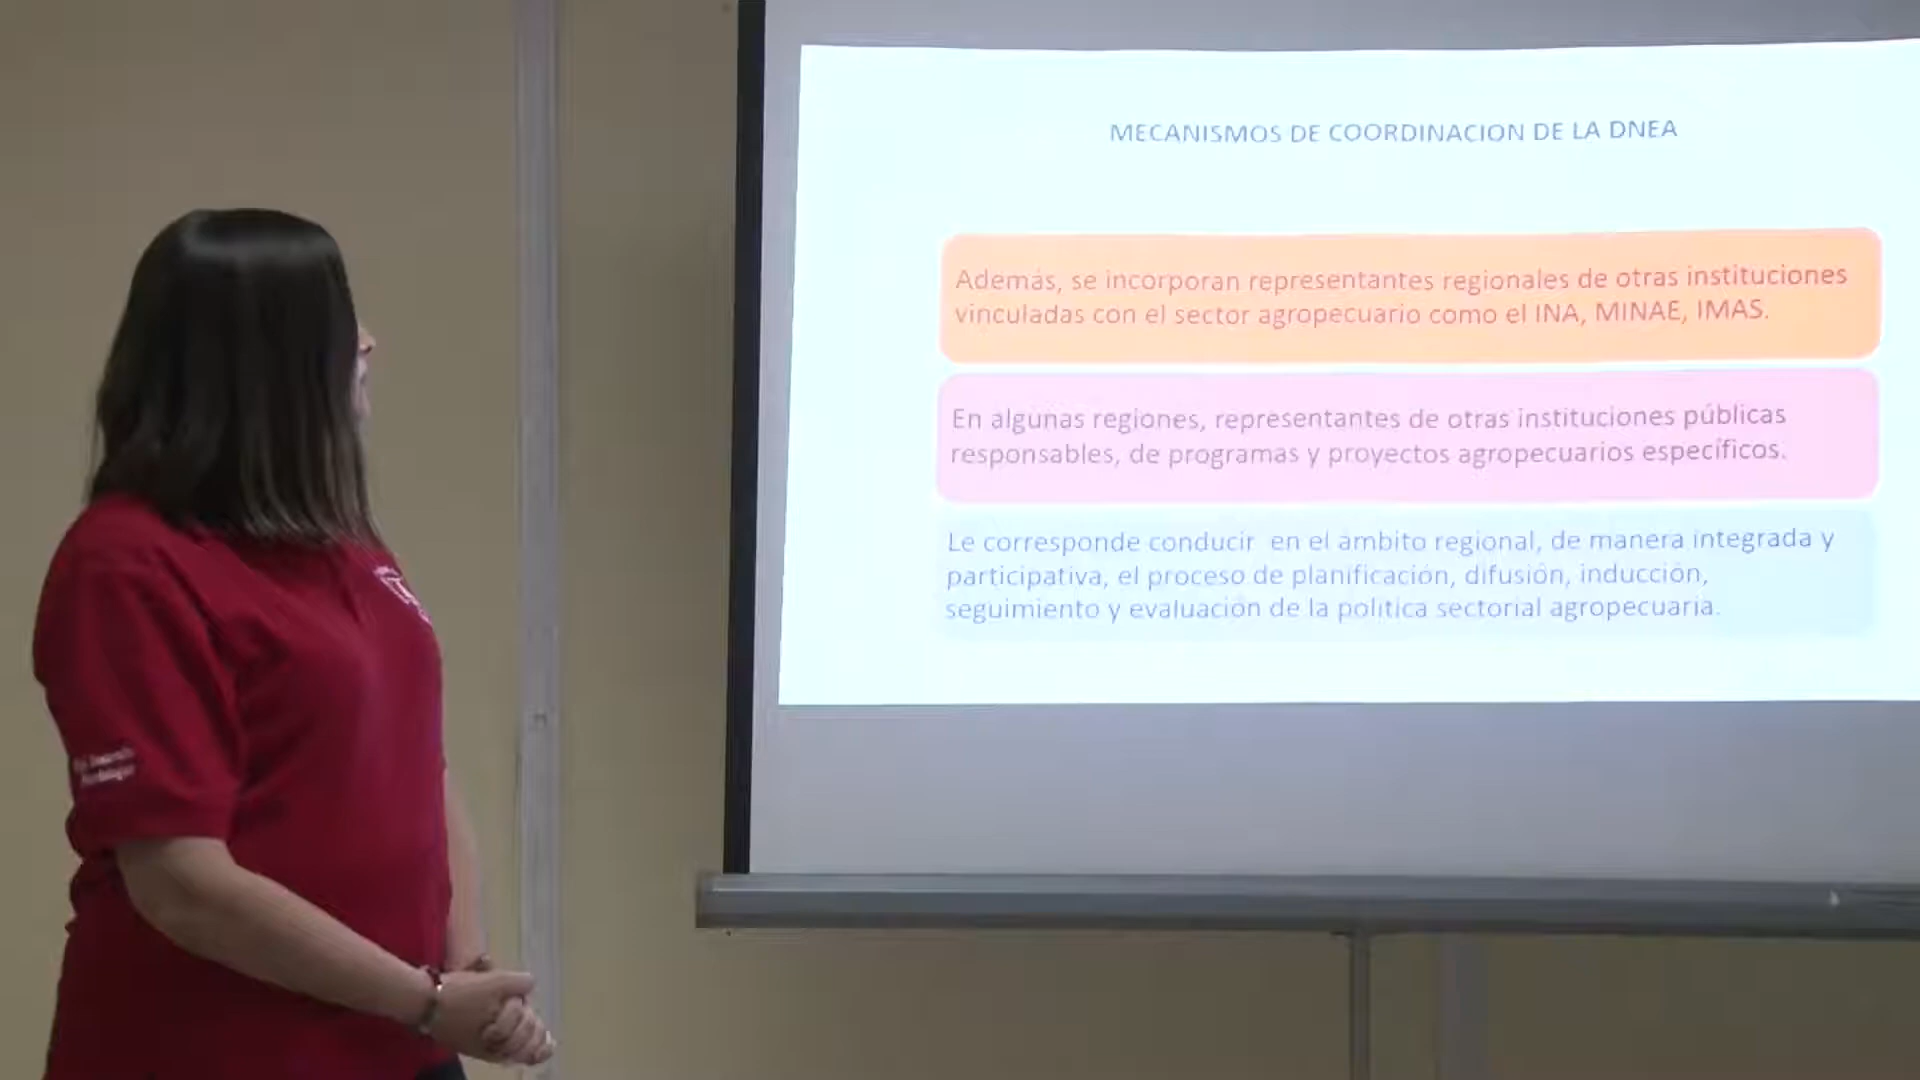 MECANISMOS DE COORDINACION DE LA DNEA
Además, se incorporan representantes regionales de otras instituciones
vinculadas con el sector agropecuario como el INA, MINAE, IMAS.
En algunas regiones, representantes de otras instituciones públicas
responsables, de programas y proyectos agropecuarios específicos.
Le corresponde conducir en el ámbito regional, de manera integrada y
participativa, el proceso de planificación, difusión, inducción,
seguimiento y evaluación de la política sectorial agropecuaria.